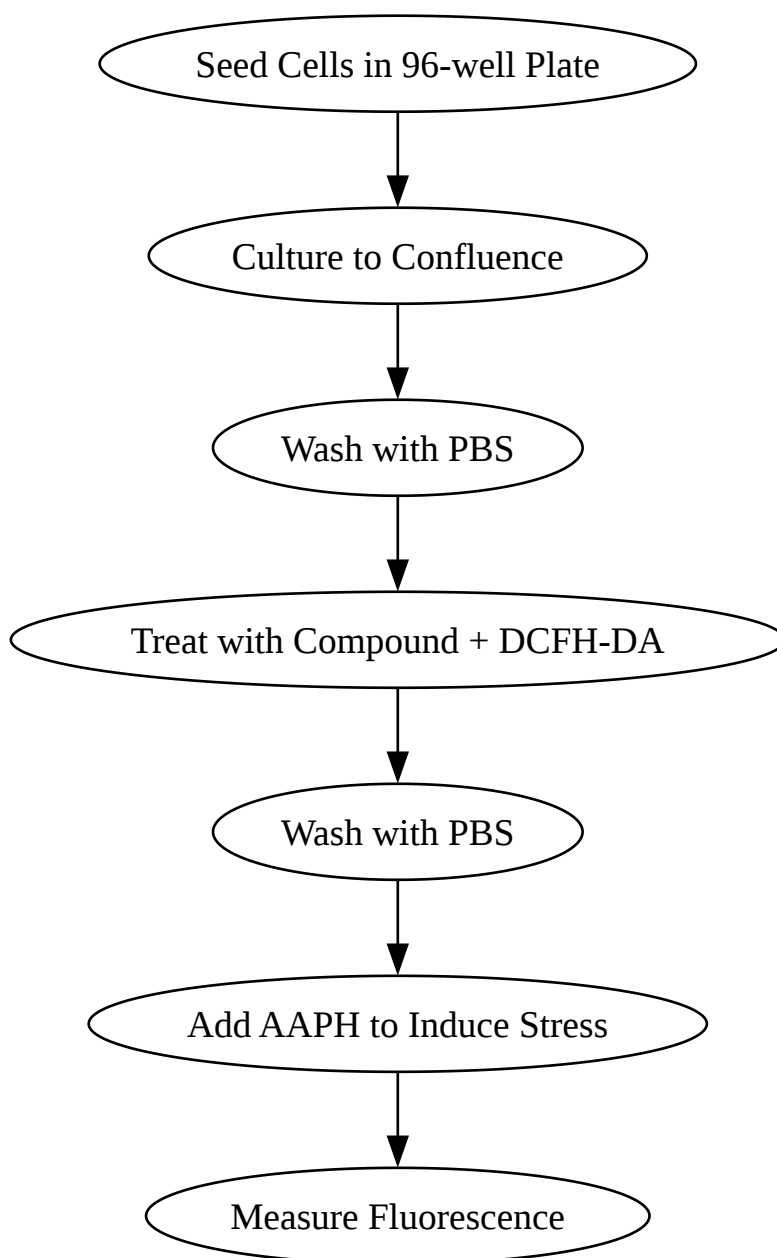 Seed Cells in 96-well Plate
Culture to Confluence
Wash with PBS
Treat with Compound + DCFH-DA
Wash with PBS
Add AAPH to Induce Stress
Measure Fluorescence